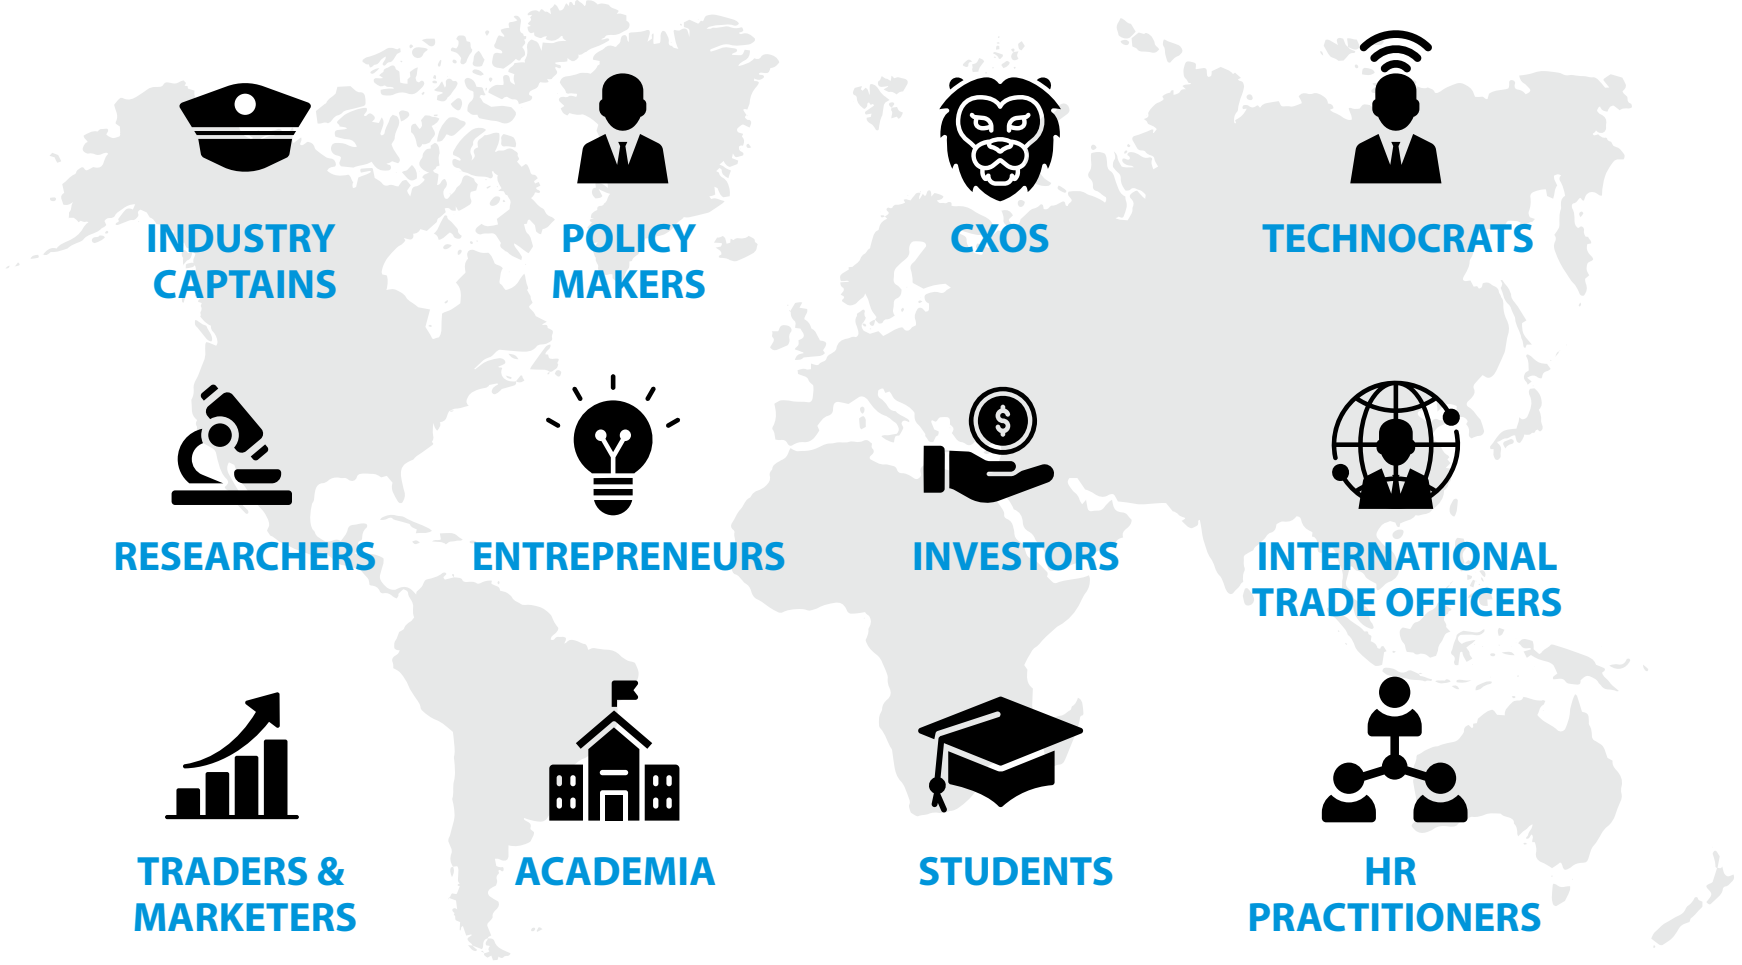 INDUSTRY
CAPTAINS
POLICY
MAKERS
CXOS
TECHNOCRATS
RESEARCHERS
ENTREPRENEURS
$
INVESTORS
INTERNATIONAL
TRADE OFFICERS
TRADERS &
MARKETERS
ACADEMIA
STUDENTS
HR
PRACTITIONERS